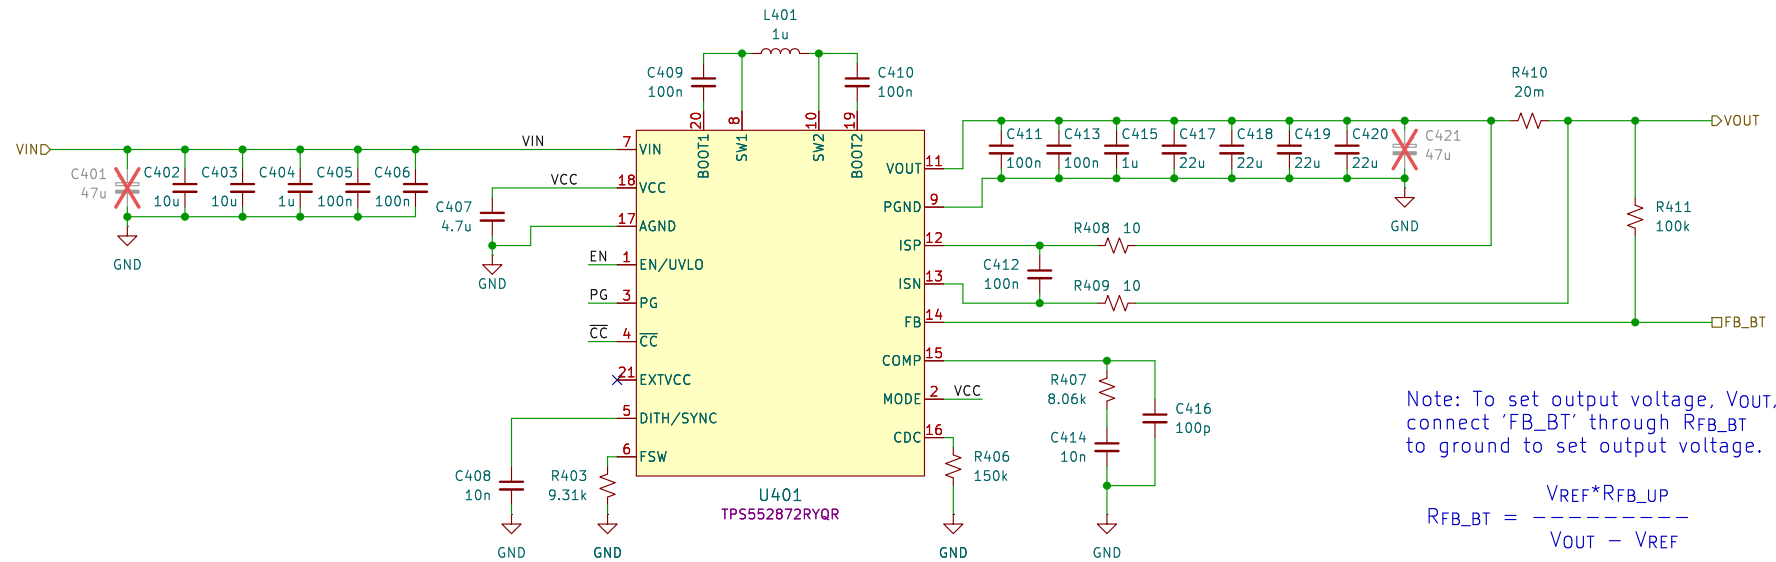 L401
1u
C409
100n
C410
100n
R410
20m
VIN
VIN
C401
47u
C402
10u
C403
10u
C404
1u
C405
100n
C406
100n
GND
VCC
C407
4.7u
GND
EN
PG
CC
C408
10n
GND
R403
9.31k
GND
20
8
10
19
BOOT1
SW1
SW2
BOOT2
7
VIN
18
VCC
17
AGND
1
EN/UVLO
3
PG
4
CC
21
EXTVCC
5
DITH/SYNC
6
FSW
VOUT
11
PGND
9
ISP
12
ISN
13
FB
14
COMP
15
MODE
2
CDC
16
U401
TPS552872RYQR
C411
100n
C413
100n
C415
1u
C417
22u
C418
22u
C419
22u
C420
22u
C421
47u
GND
VOUT
R408 10
C412
100n
R409 10
R411
100k
FB_BT
R407
8.06k
C414
10n
C416
100p
GND
VCC
R406
150k
GND
Note: To set output voltage, VOUT,
connect 'FB_BT' through RFB_BT
to ground to set output voltage.
VREF*RFB_UP
RFB_BT = ---------
VOUT - VREF